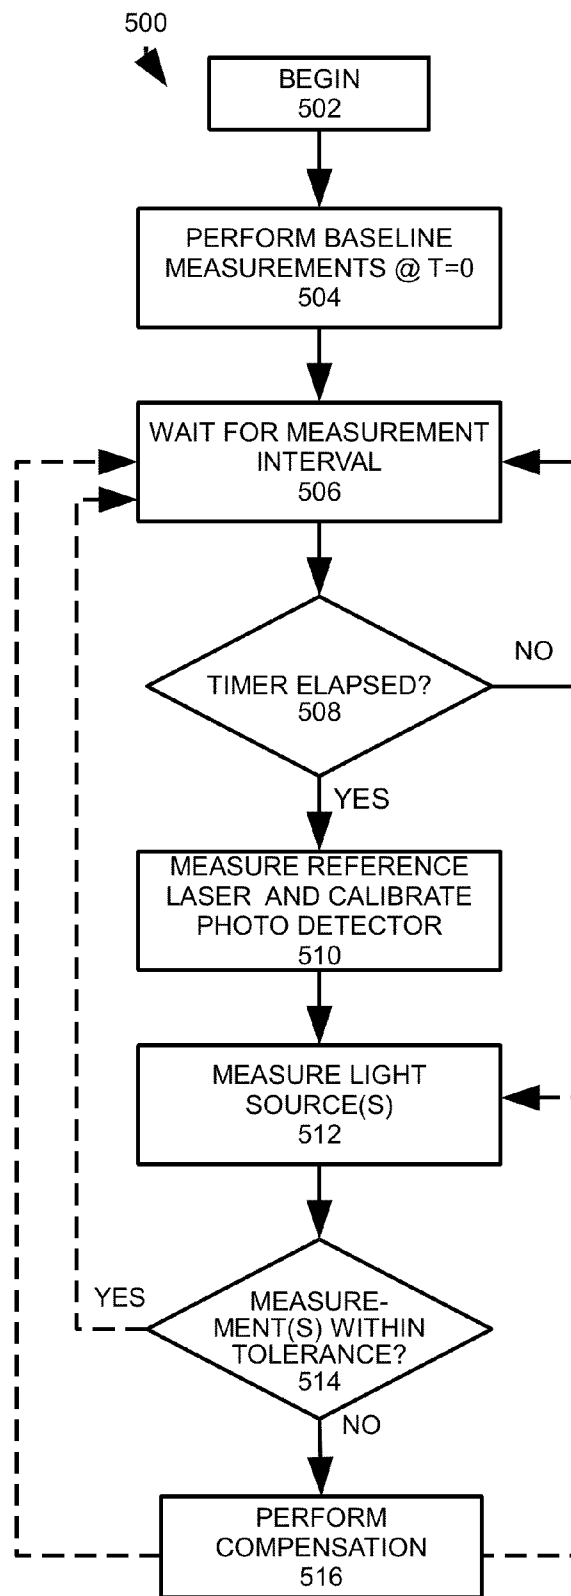 500
BEGIN
502
PERFORM BASELINE
MEASUREMENTS @ T=0
504
WAIT FOR MEASUREMENT
INTERVAL
506
TIMER ELAPSED?
508
NO
YES
MEASURE REFERENCE
LASER AND CALIBRATE
PHOTO DETECTOR
510
MEASURE LIGHT
SOURCE(S)
512
YES
MEASURE-
MENT(S) WITHIN
TOLERANCE?
514
NO
PERFORM
COMPENSATION
516